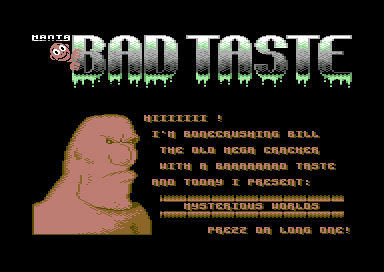 MANTA
BAD TASTE
HIIIIIII !
I'M BONECRUSHING BILL
THE OLD MEGA CRACKER
WITH A BAAAAAAAD TASTE
AND TODAY I PRESENT:
MYSTERIOUS WORLDS
PREZZ DA LONG ONE!